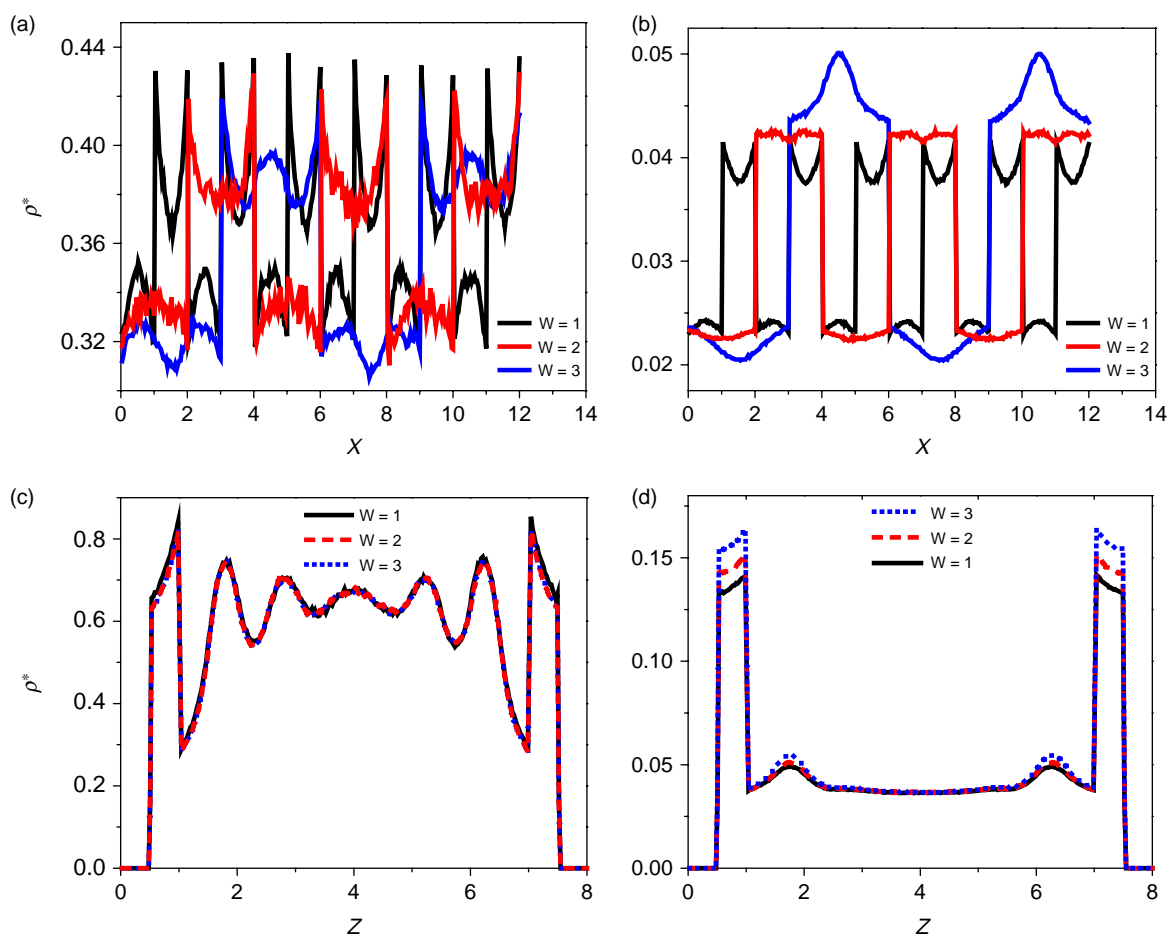 (a)
0.44
0.40
0.36
0.32
ρ*
W = 1
W = 2
W = 3
0 2 4 6 8 10 12 14
X
(b)
0.05
0.04
0.03
0.02
W = 1
W = 2
W = 3
0 2 4 6 8 10 12 14
X
(c)
0.8
0.6
0.4
0.2
0.0
ρ*
W = 1
W = 2
W = 3
0 2 4 6 8
Z
(d)
0.15
0.10
0.05
0.00
W = 3
W = 2
W = 1
0 2 4 6 8
Z